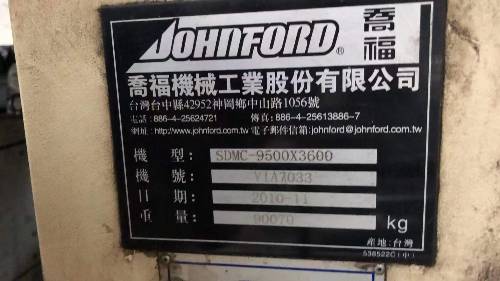 JOHNFORD® 喬福
喬福機械工業股份有限公司
台灣台中縣42952神岡鄉中山路1056號
電話:886-4-25624721 傳真:886-4-25613886-7
網址:http://www.johnford.com.tw 電子郵件信箱:johnford@johnford.com.tw
機型: SDMC-9500X3600
機號: V1A7033
日期: 2010-11
重量: 90070 kg
產地:台灣
538522C(中)